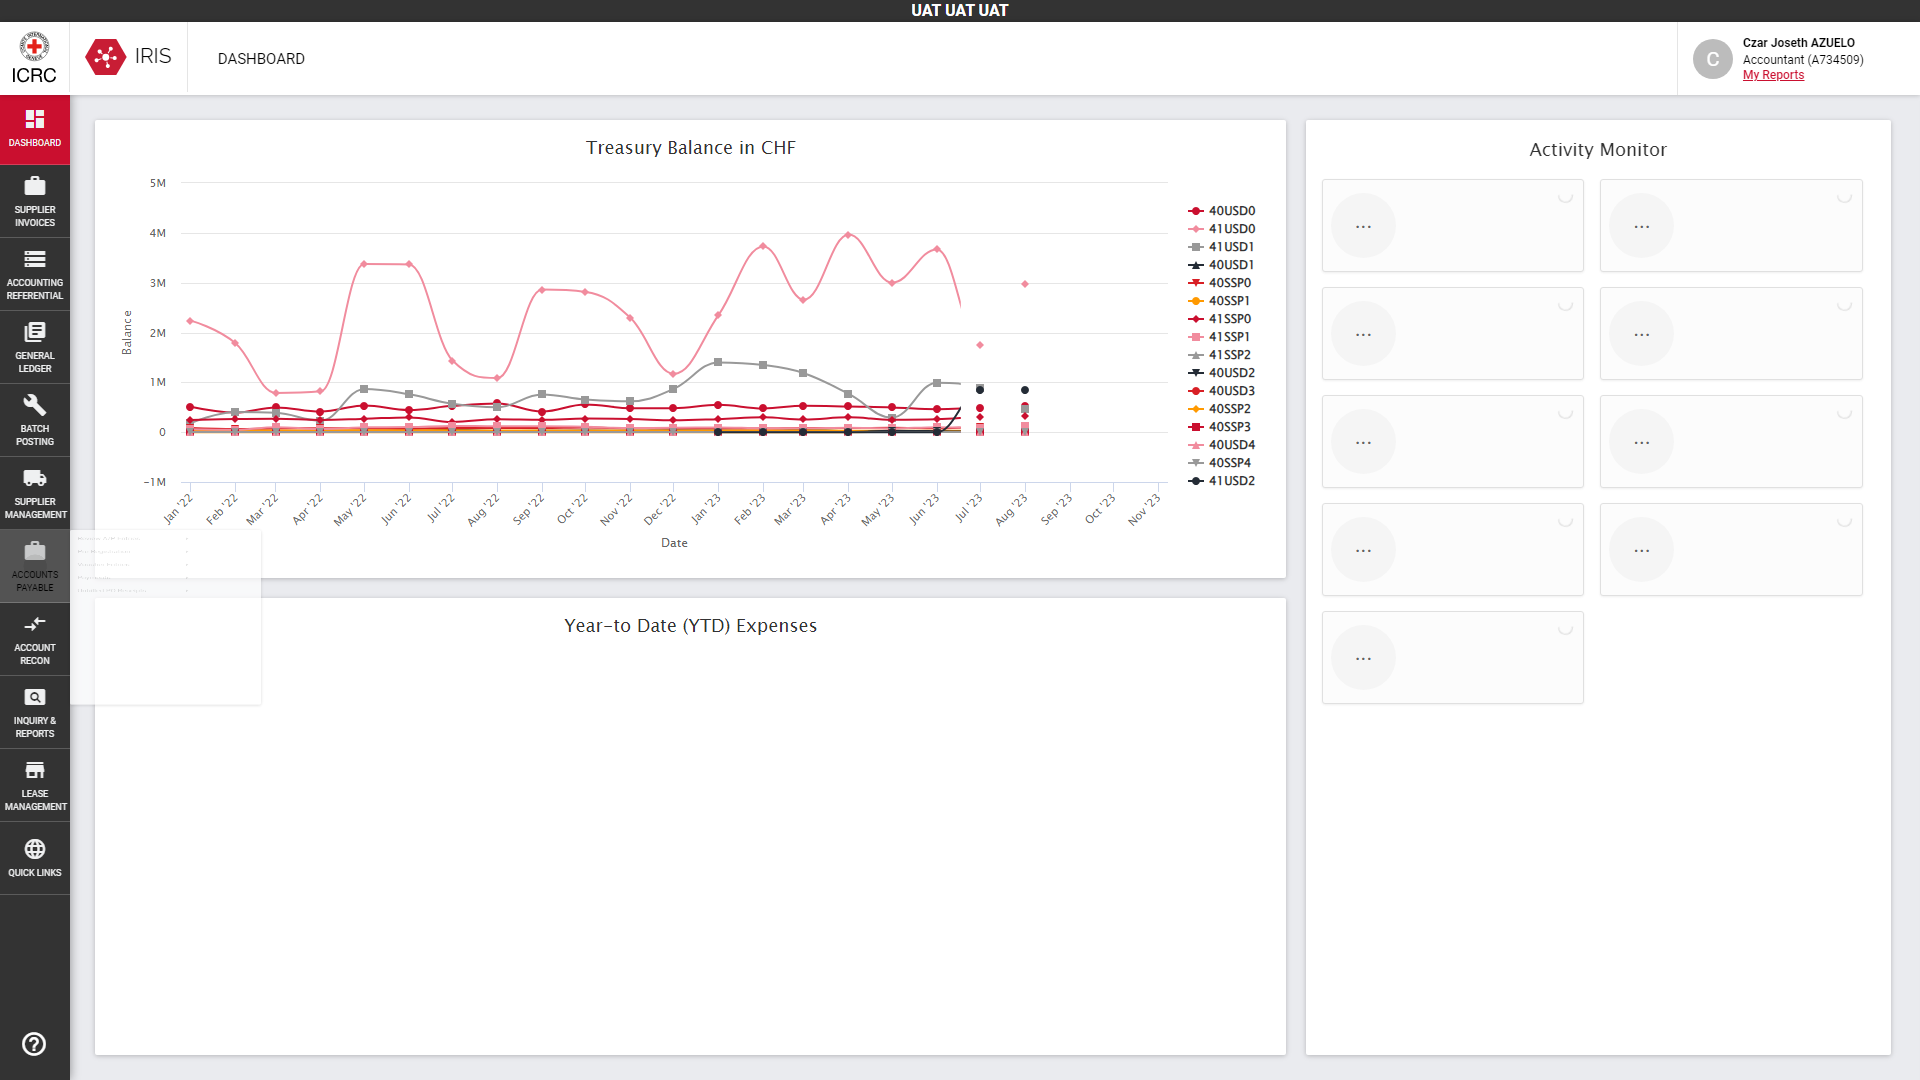 UAT UAT UAT
ICRC
IRIS
DASHBOARD
C
Czar Joseth AZUELO
Accountant (A734509)
My Reports
DASHBOARD
SUPPLIER
INVOICES
ACCOUNTING
REFERENTIAL
GENERAL
LEDGER
BATCH
POSTING
SUPPLIER
MANAGEMENT
ACCOUNTS
PAYABLE
ACCOUNT
RECON
INQUIRY &
REPORTS
LEASE
MANAGEMENT
QUICK LINKS
Treasury Balance in CHF
Balance
5M
4M
3M
2M
1M
0
-1M
Jan '22
Feb '22
Mar '22
Apr '22
May '22
Jun '22
Jul '22
Aug '22
Sep '22
Oct '22
Nov '22
Dec '22
Jan '23
Feb '23
Mar '23
Apr '23
May '23
Jun '23
Jul '23
Aug '23
Sep '23
Oct '23
Nov '23
Date
40USD0
41USD0
41USD1
40USD1
40SSP0
40SSP1
41SSP0
41SSP1
41SSP2
40USD2
40USD3
40SSP2
40SSP3
40USD4
40SSP4
41USD2
Year-to Date (YTD) Expenses
Activity Monitor
...
...
...
...
...
...
...
...
...